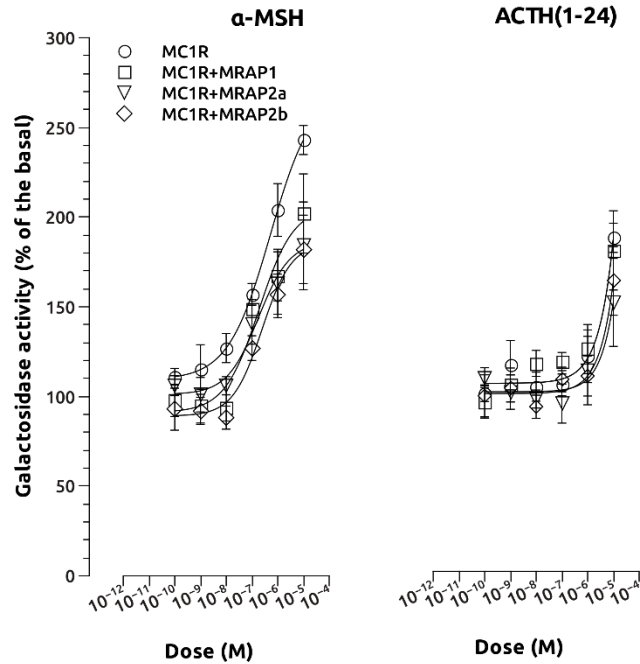 α-MSH
ACTH(1-24)
MC1R
MC1R+MRAP1
MC1R+MRAP2a
MC1R+MRAP2b
Galactosidase activity (% of the basal)
300
250
200
150
100
50
0
10⁻¹² 10⁻¹¹ 10⁻¹⁰ 10⁻⁹ 10⁻⁸ 10⁻⁷ 10⁻⁶ 10⁻⁵ 10⁻⁴
Dose (M)
10⁻¹² 10⁻¹¹ 10⁻¹⁰ 10⁻⁹ 10⁻⁸ 10⁻⁷ 10⁻⁶ 10⁻⁵ 10⁻⁴
Dose (M)